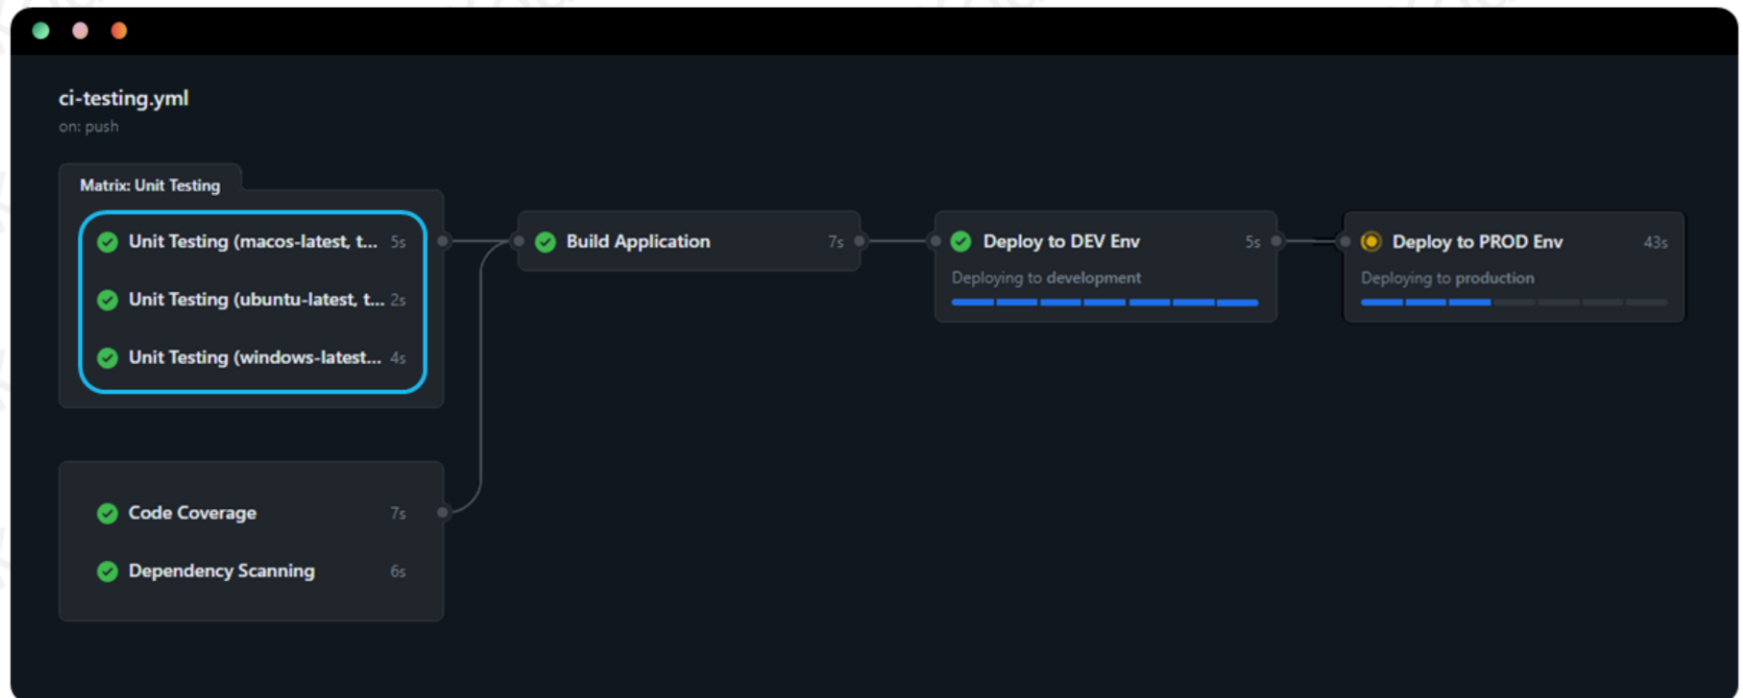 ci-testing.yml
on: push
Matrix: Unit Testing
Unit Testing (macos-latest, t... 5s
Unit Testing (ubuntu-latest, t... 2s
Unit Testing (windows-latest... 4s
Build Application 7s
Deploy to DEV Env 5s
Deploying to development
Deploy to PROD Env 43s
Deploying to production
Code Coverage 7s
Dependency Scanning 6s